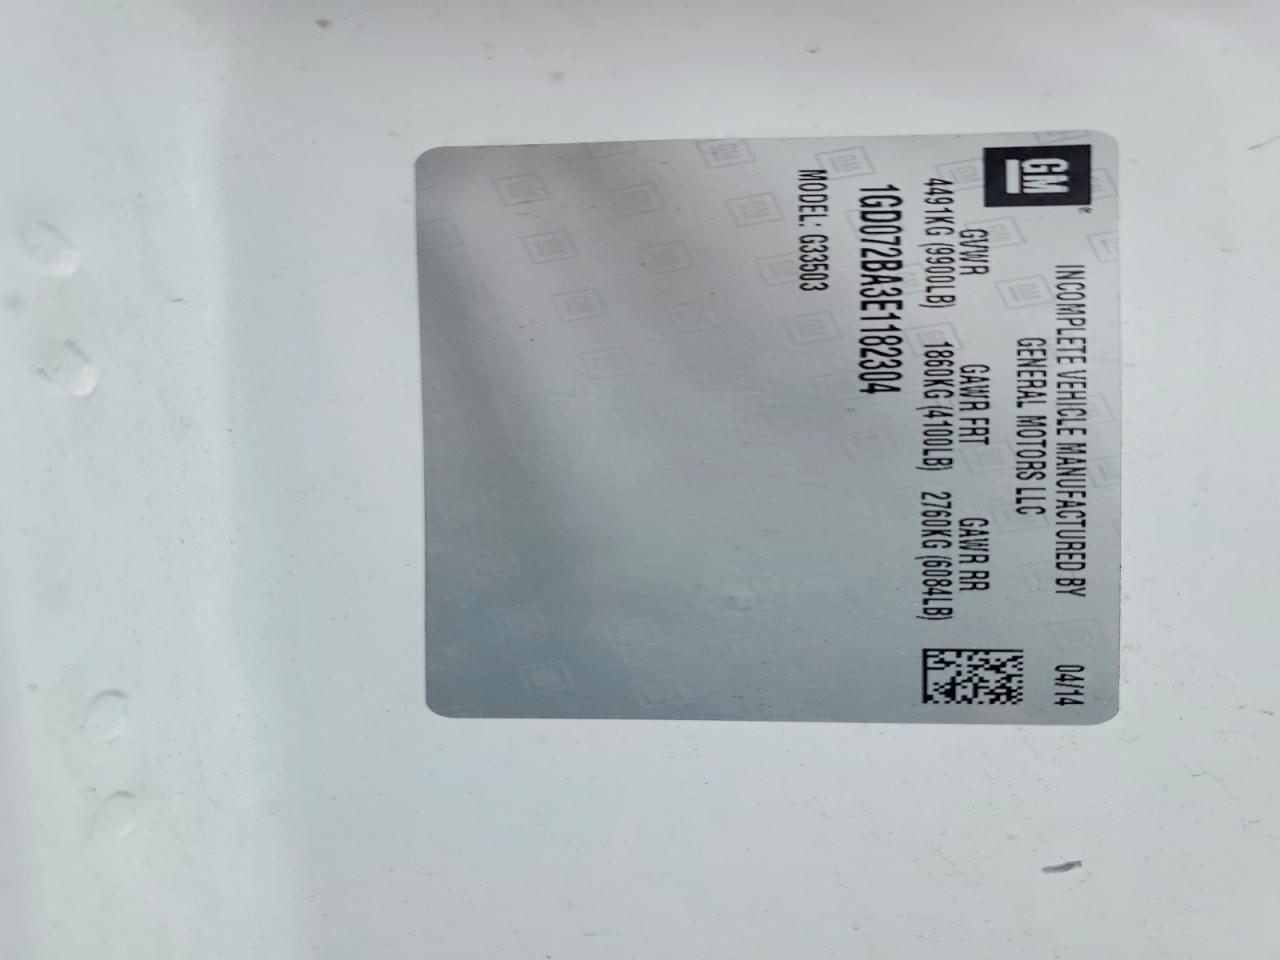 GM®
INCOMPLETE VEHICLE MANUFACTURED BY 04/14
GENERAL MOTORS LLC
GVWR GAWR FRT GAWR RR
4491KG (9900LB) 1860KG (4100LB) 2760KG (6084LB)
1GD072BA3E1182304
MODEL: G33503